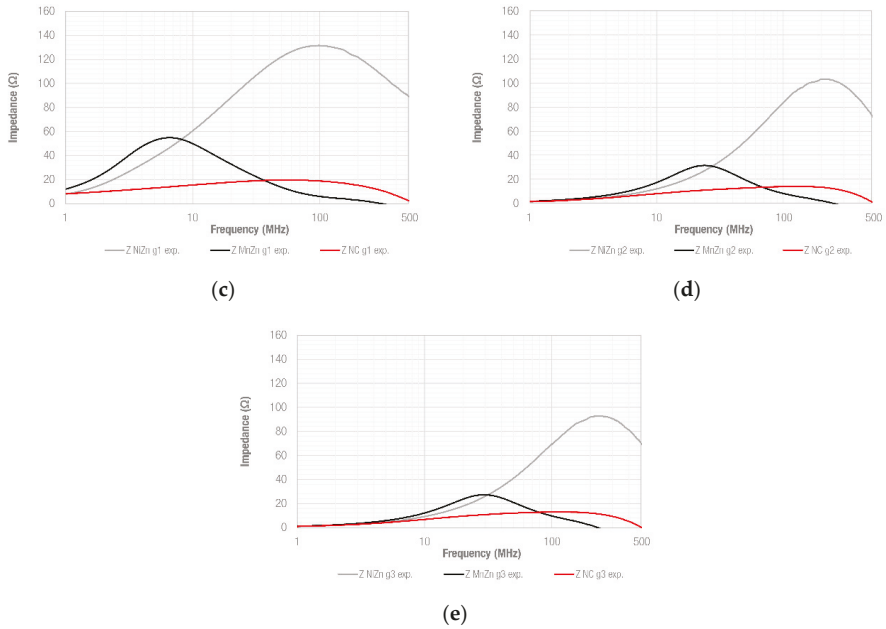 160
140
120
100
80
60
40
20
0
Impedance (Ω)
1 10 100 500
Frequency (MHz)
Z NiZn g1 exp. Z MnZn g1 exp. Z NC g1 exp.
(c)
160
140
120
100
80
60
40
20
0
Impedance (Ω)
1 10 100 500
Frequency (MHz)
Z NiZn g2 exp. Z MnZn g2 exp. Z NC g2 exp.
(d)
160
140
120
100
80
60
40
20
0
Impedance (Ω)
1 10 100 500
Frequency (MHz)
Z NiZn g3 exp. Z MnZn g3 exp. Z NC g3 exp.
(e)